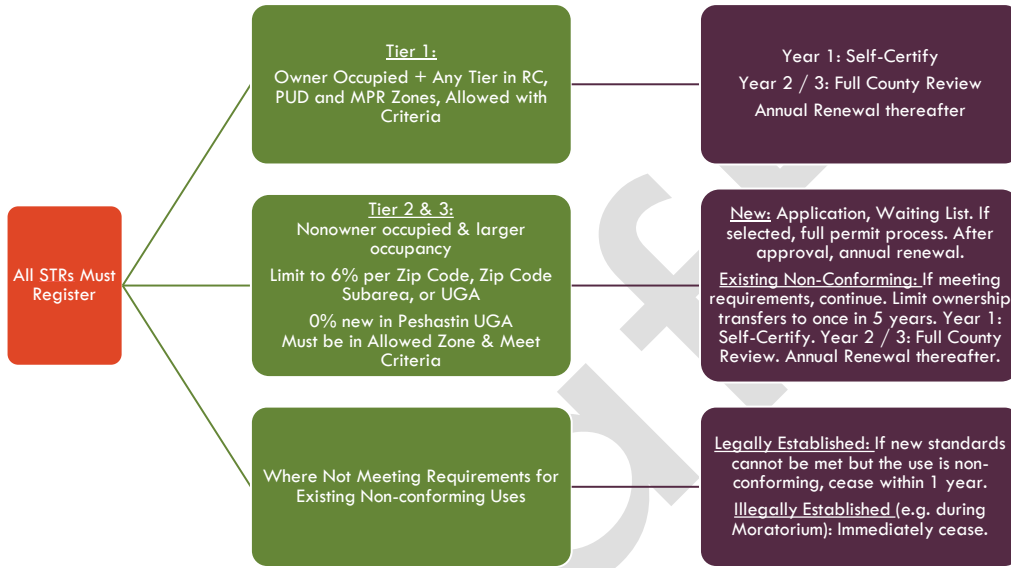 Tier 1:
Owner Occupied + Any Tier in RC,
PUD and MPR Zones, Allowed with
Criteria
Year 1: Self-Certify
Year 2 / 3: Full County Review
Annual Renewal thereafter
All STRs Must
Register
Tier 2 & 3:
Nonowner occupied & larger
occupancy
Limit to 6% per Zip Code, Zip Code
Subarea, or UGA
0% new in Peshastin UGA
Must be in Allowed Zone & Meet
Criteria
New: Application, Waiting List. If
selected, full permit process. After
approval, annual renewal.
Existing Non-Conforming: If meeting
requirements, continue. Limit ownership
transfers to once in 5 years. Year 1:
Self-Certify. Year 2 / 3: Full County
Review. Annual Renewal thereafter.
Where Not Meeting Requirements for
Existing Non-conforming Uses
Legally Established: If new standards
cannot be met but the use is non-
conforming, cease within 1 year.
Illegally Established (e.g. during
Moratorium): Immediately cease.